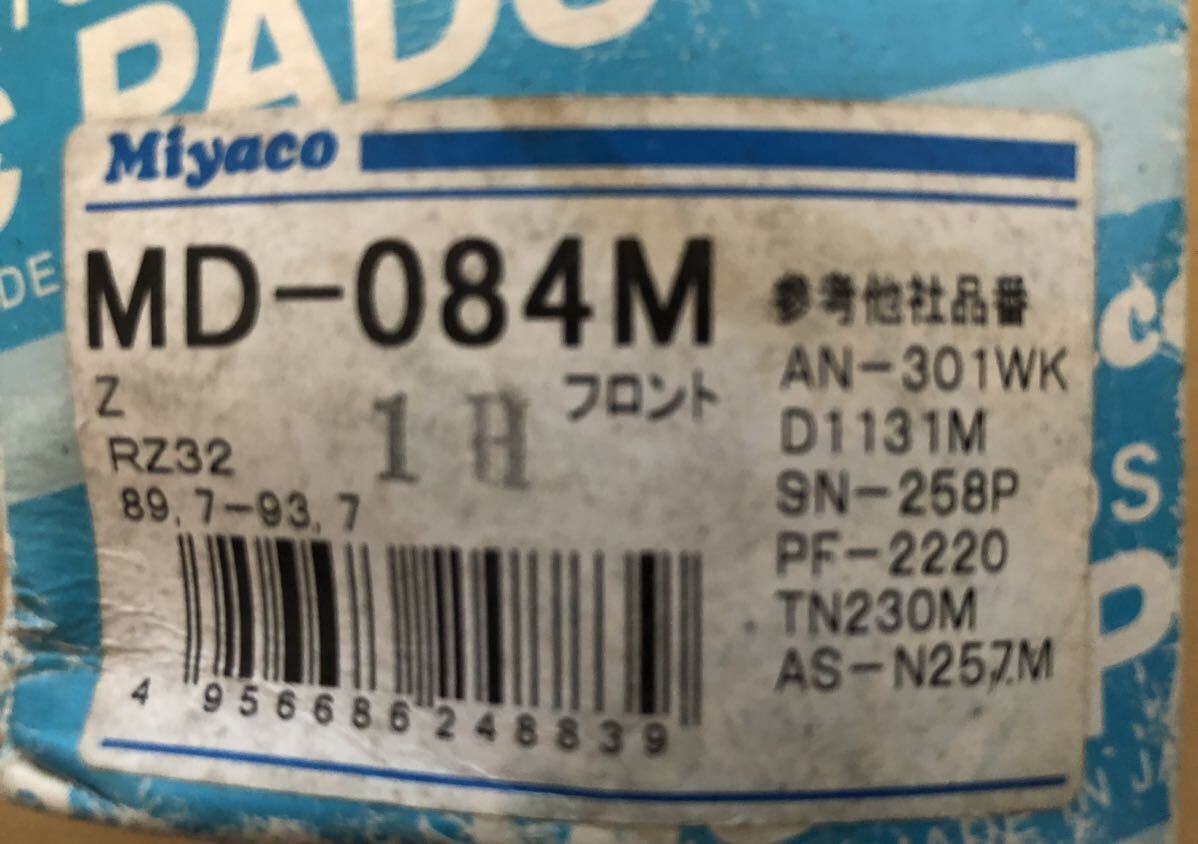 PADS
Miyaco
MD-084M
Z
1 H
フロント
RZ32
89.7-93.7
4 956686 248839
参考他社品番
AN-301WK
D1131M
SN-258P
PF-2220
TN230M
AS-N257M